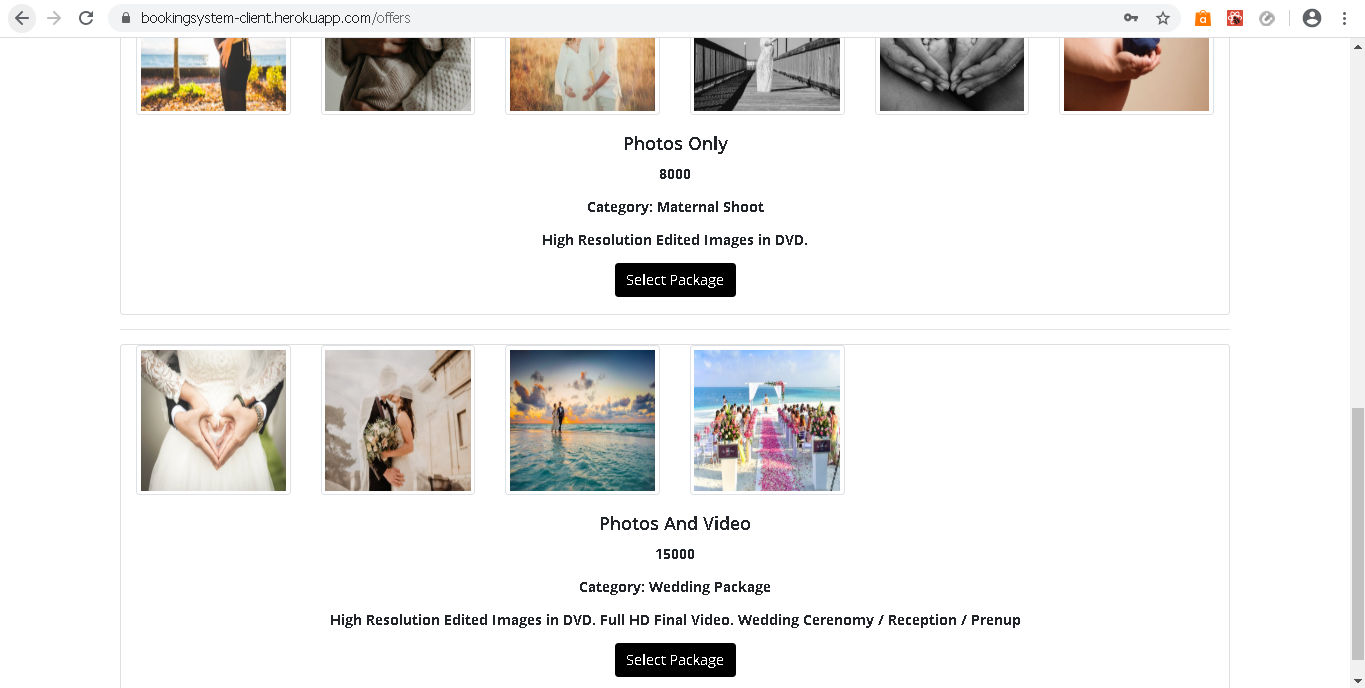 bookingsystem-client.herokuapp.com/offers
Photos Only
8000
Category: Maternal Shoot
High Resolution Edited Images in DVD.
Select Package
Photos And Video
15000
Category: Wedding Package
High Resolution Edited Images in DVD. Full HD Final Video. Wedding Cerenomy / Reception / Prenup
Select Package